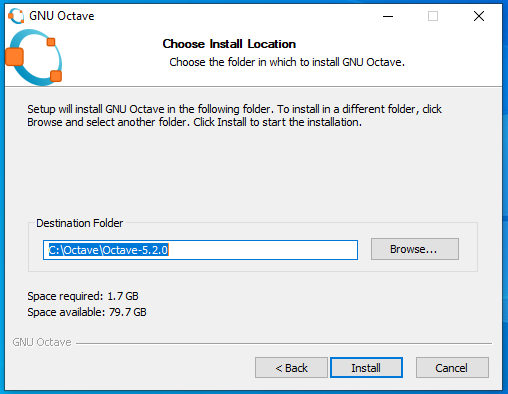 GNU Octave
Choose Install Location
Choose the folder in which to install GNU Octave.
Setup will install GNU Octave in the following folder. To install in a different folder, click
Browse and select another folder. Click Install to start the installation.
Destination Folder
C:\Octave\Octave-5.2.0
Browse...
Space required: 1.7 GB
Space available: 79.7 GB
GNU Octave
< Back
Install
Cancel